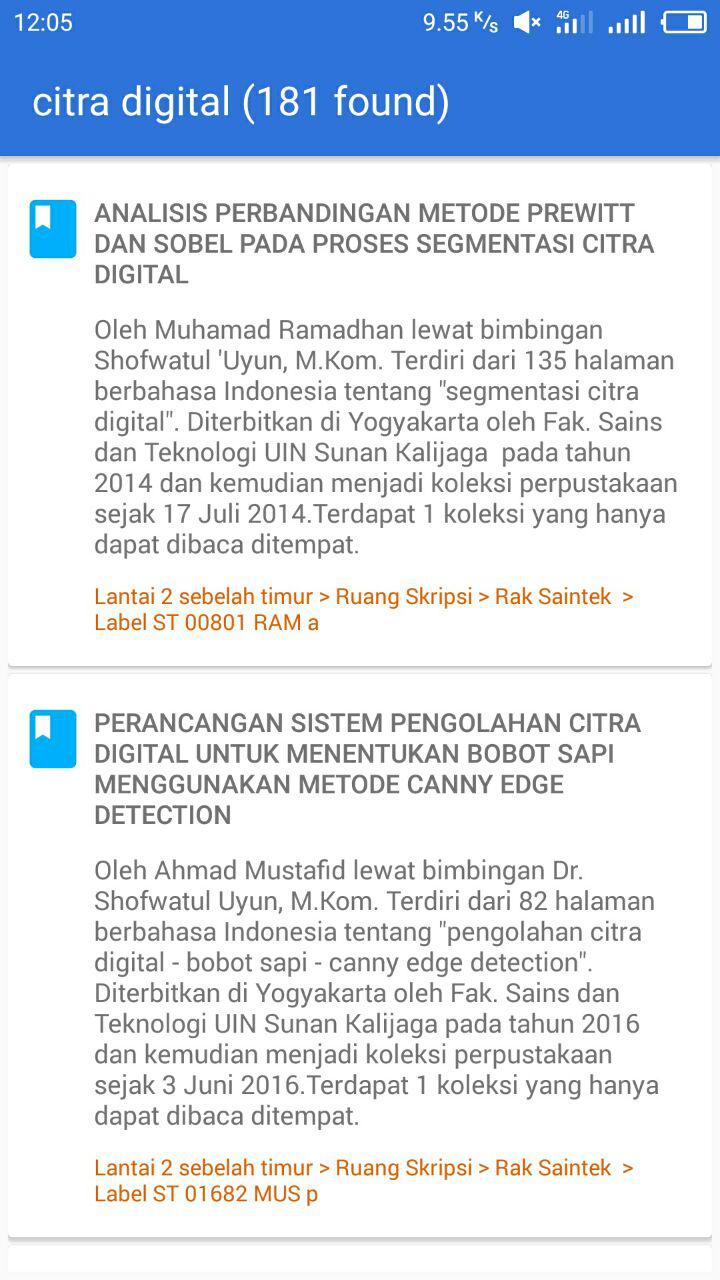 12:05
9.55 K/s
4G
citra digital (181 found)
ANALISIS PERBANDINGAN METODE PREWITT
DAN SOBEL PADA PROSES SEGMENTASI CITRA
DIGITAL
Oleh Muhamad Ramadhan lewat bimbingan
Shofwatul 'Uyun, M.Kom. Terdiri dari 135 halaman
berbahasa Indonesia tentang "segmentasi citra
digital". Diterbitkan di Yogyakarta oleh Fak. Sains
dan Teknologi UIN Sunan Kalijaga  pada tahun
2014 dan kemudian menjadi koleksi perpustakaan
sejak 17 Juli 2014.Terdapat 1 koleksi yang hanya
dapat dibaca ditempat.
Lantai 2 sebelah timur > Ruang Skripsi > Rak Saintek  >
Label ST 00801 RAM a
PERANCANGAN SISTEM PENGOLAHAN CITRA
DIGITAL UNTUK MENENTUKAN BOBOT SAPI
MENGGUNAKAN METODE CANNY EDGE
DETECTION
Oleh Ahmad Mustafid lewat bimbingan Dr.
Shofwatul Uyun, M.Kom. Terdiri dari 82 halaman
berbahasa Indonesia tentang "pengolahan citra
digital - bobot sapi - canny edge detection".
Diterbitkan di Yogyakarta oleh Fak. Sains dan
Teknologi UIN Sunan Kalijaga pada tahun 2016
dan kemudian menjadi koleksi perpustakaan
sejak 3 Juni 2016.Terdapat 1 koleksi yang hanya
dapat dibaca ditempat.
Lantai 2 sebelah timur > Ruang Skripsi > Rak Saintek  >
Label ST 01682 MUS p